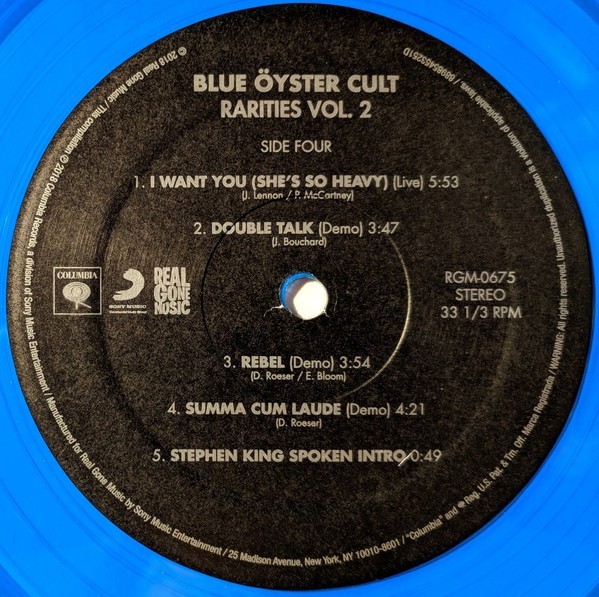 BLUE ÖYSTER CULT
RARITIES VOL. 2
SIDE FOUR
1. I WANT YOU (SHE'S SO HEAVY) (Live) 5:53
(J. Lennon / P. McCartney)
2. DOUBLE TALK (Demo) 3:47
(J. Bouchard)
COLUMBIA
SONY MUSIC
REAL
GONE
MUSIC
RGM-0675
STEREO
33 1/3 RPM
3. REBEL (Demo) 3:54
(D. Roeser / E. Bloom)
4. SUMMA CUM LAUDE (Demo) 4:21
(D. Roeser)
5. STEPHEN KING SPOKEN INTRO 0:49
℗ 2018 Columbia Records, a division of Sony Music Entertainment / Manufactured for Real Gone Music by Sony Music Entertainment / 25 Madison Avenue, New York, NY 10010-8601 / "Columbia" and ® Reg. U.S. Pat. & Tm. Off. Marca Registrada / WARNING: All rights reserved. Unauthorized duplication is a violation of applicable laws.
©2018 Real Gone Music / This compilation